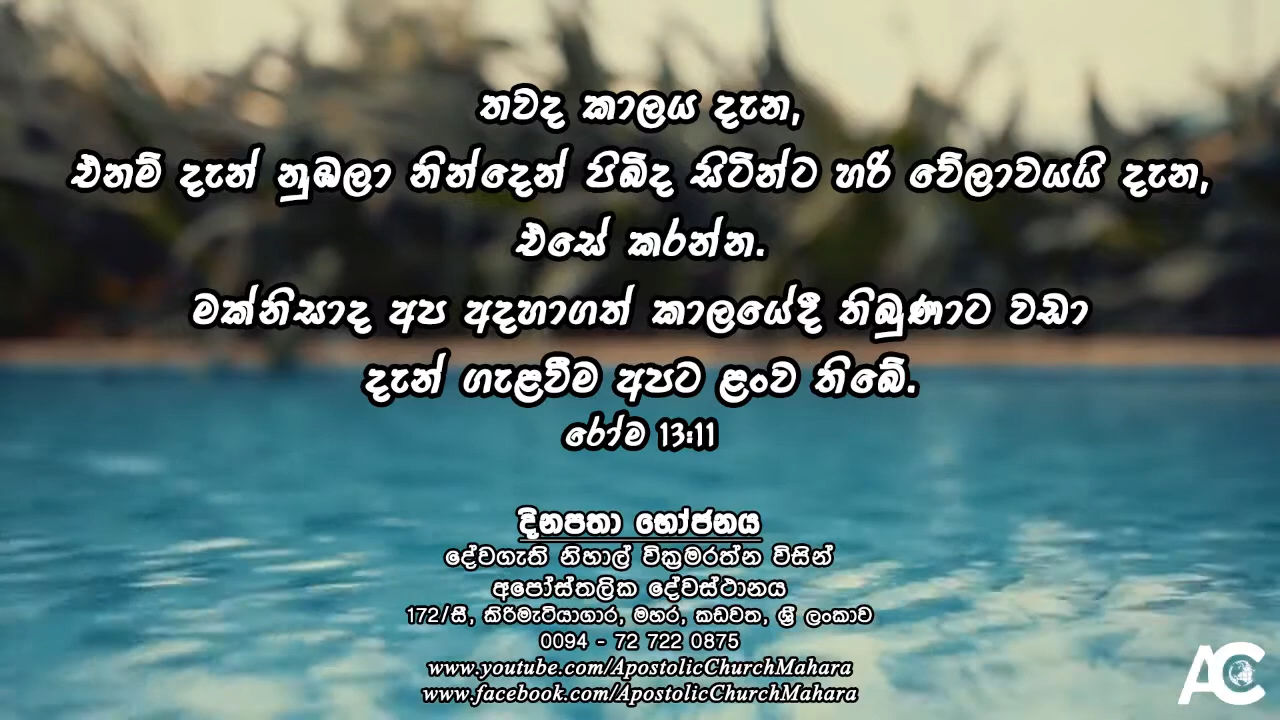 තවද කාලය දැන,
එනම් දැන් නුඹලා නින්දෙන් පිබිද සිටින්ට හරි වේලාවයයි දැන,
එසේ කරන්න.
මක්නිසාද අප අදහාගත් කාලයේදී තිබුණාට වඩා
දැන් ගැළවීම අපට ළංව තිබේ.
රෝම 13:11
දිනපතා භෝජනය
දේවගැති නිහාල් වික්‍රමරත්න විසින්
අපෝස්තලික දේවස්ථානය
172/සී, කිරිමැටියාගාර, මහර, කඩවත, ශ්‍රී ලංකාව
0094 - 72 722 0875
www.youtube.com/ApostolicChurchMahara
www.facebook.com/ApostolicChurchMahara
AC